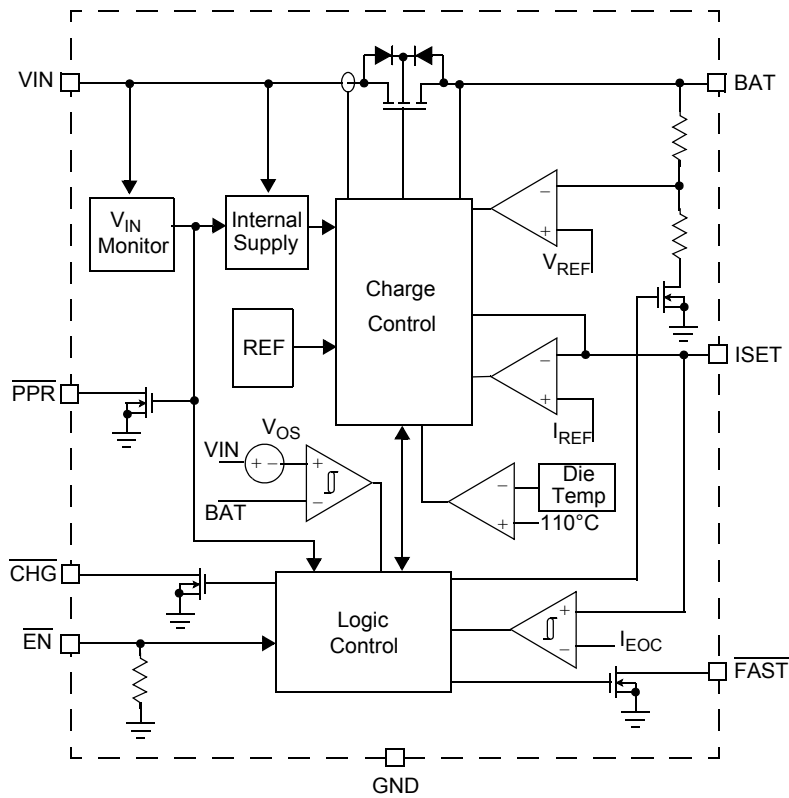 VIN
BAT
VIN
Monitor
Internal
Supply
VREF
Charge
Control
REF
ISET
PPR
IREF
VOS
VIN
+ −
BAT
Die
Temp
110°C
CHG
Logic
Control
EN
IEOC
FAST
GND